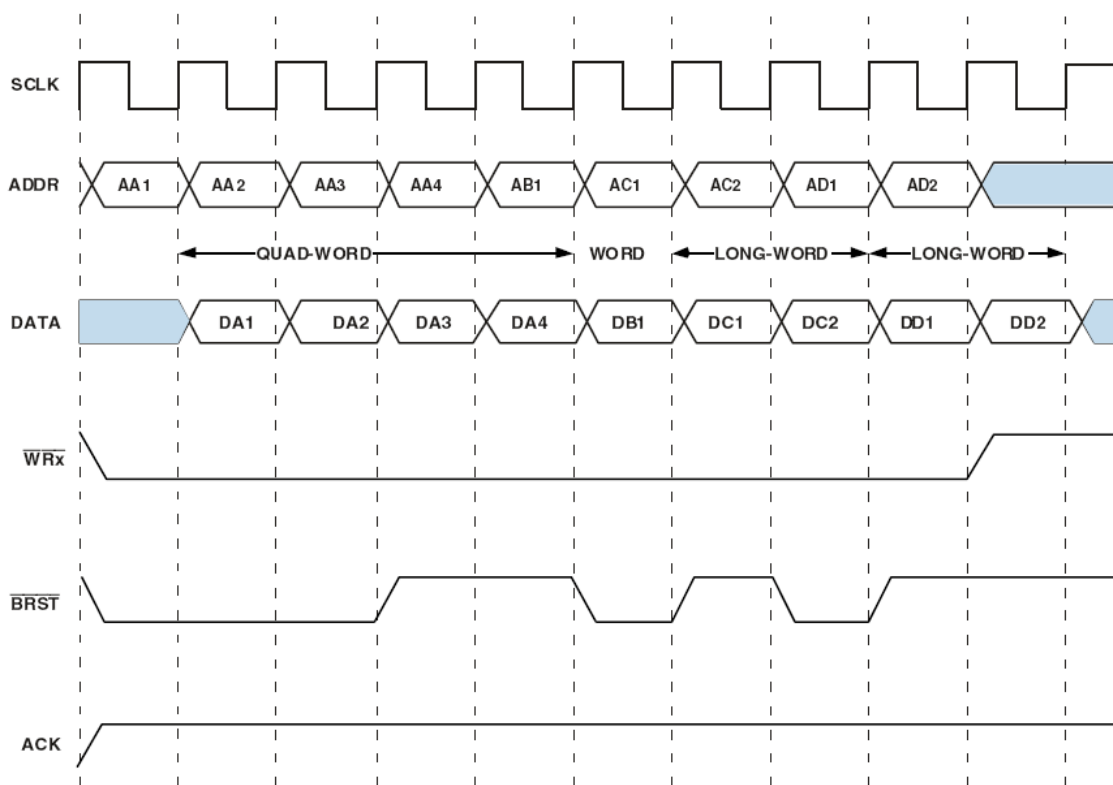 SCLK
ADDR AA1 AA2 AA3 AA4 AB1 AC1 AC2 AD1 AD2
QUAD-WORD WORD LONG-WORD LONG-WORD
DATA DA1 DA2 DA3 DA4 DB1 DC1 DC2 DD1 DD2
WRx
BRST
ACK